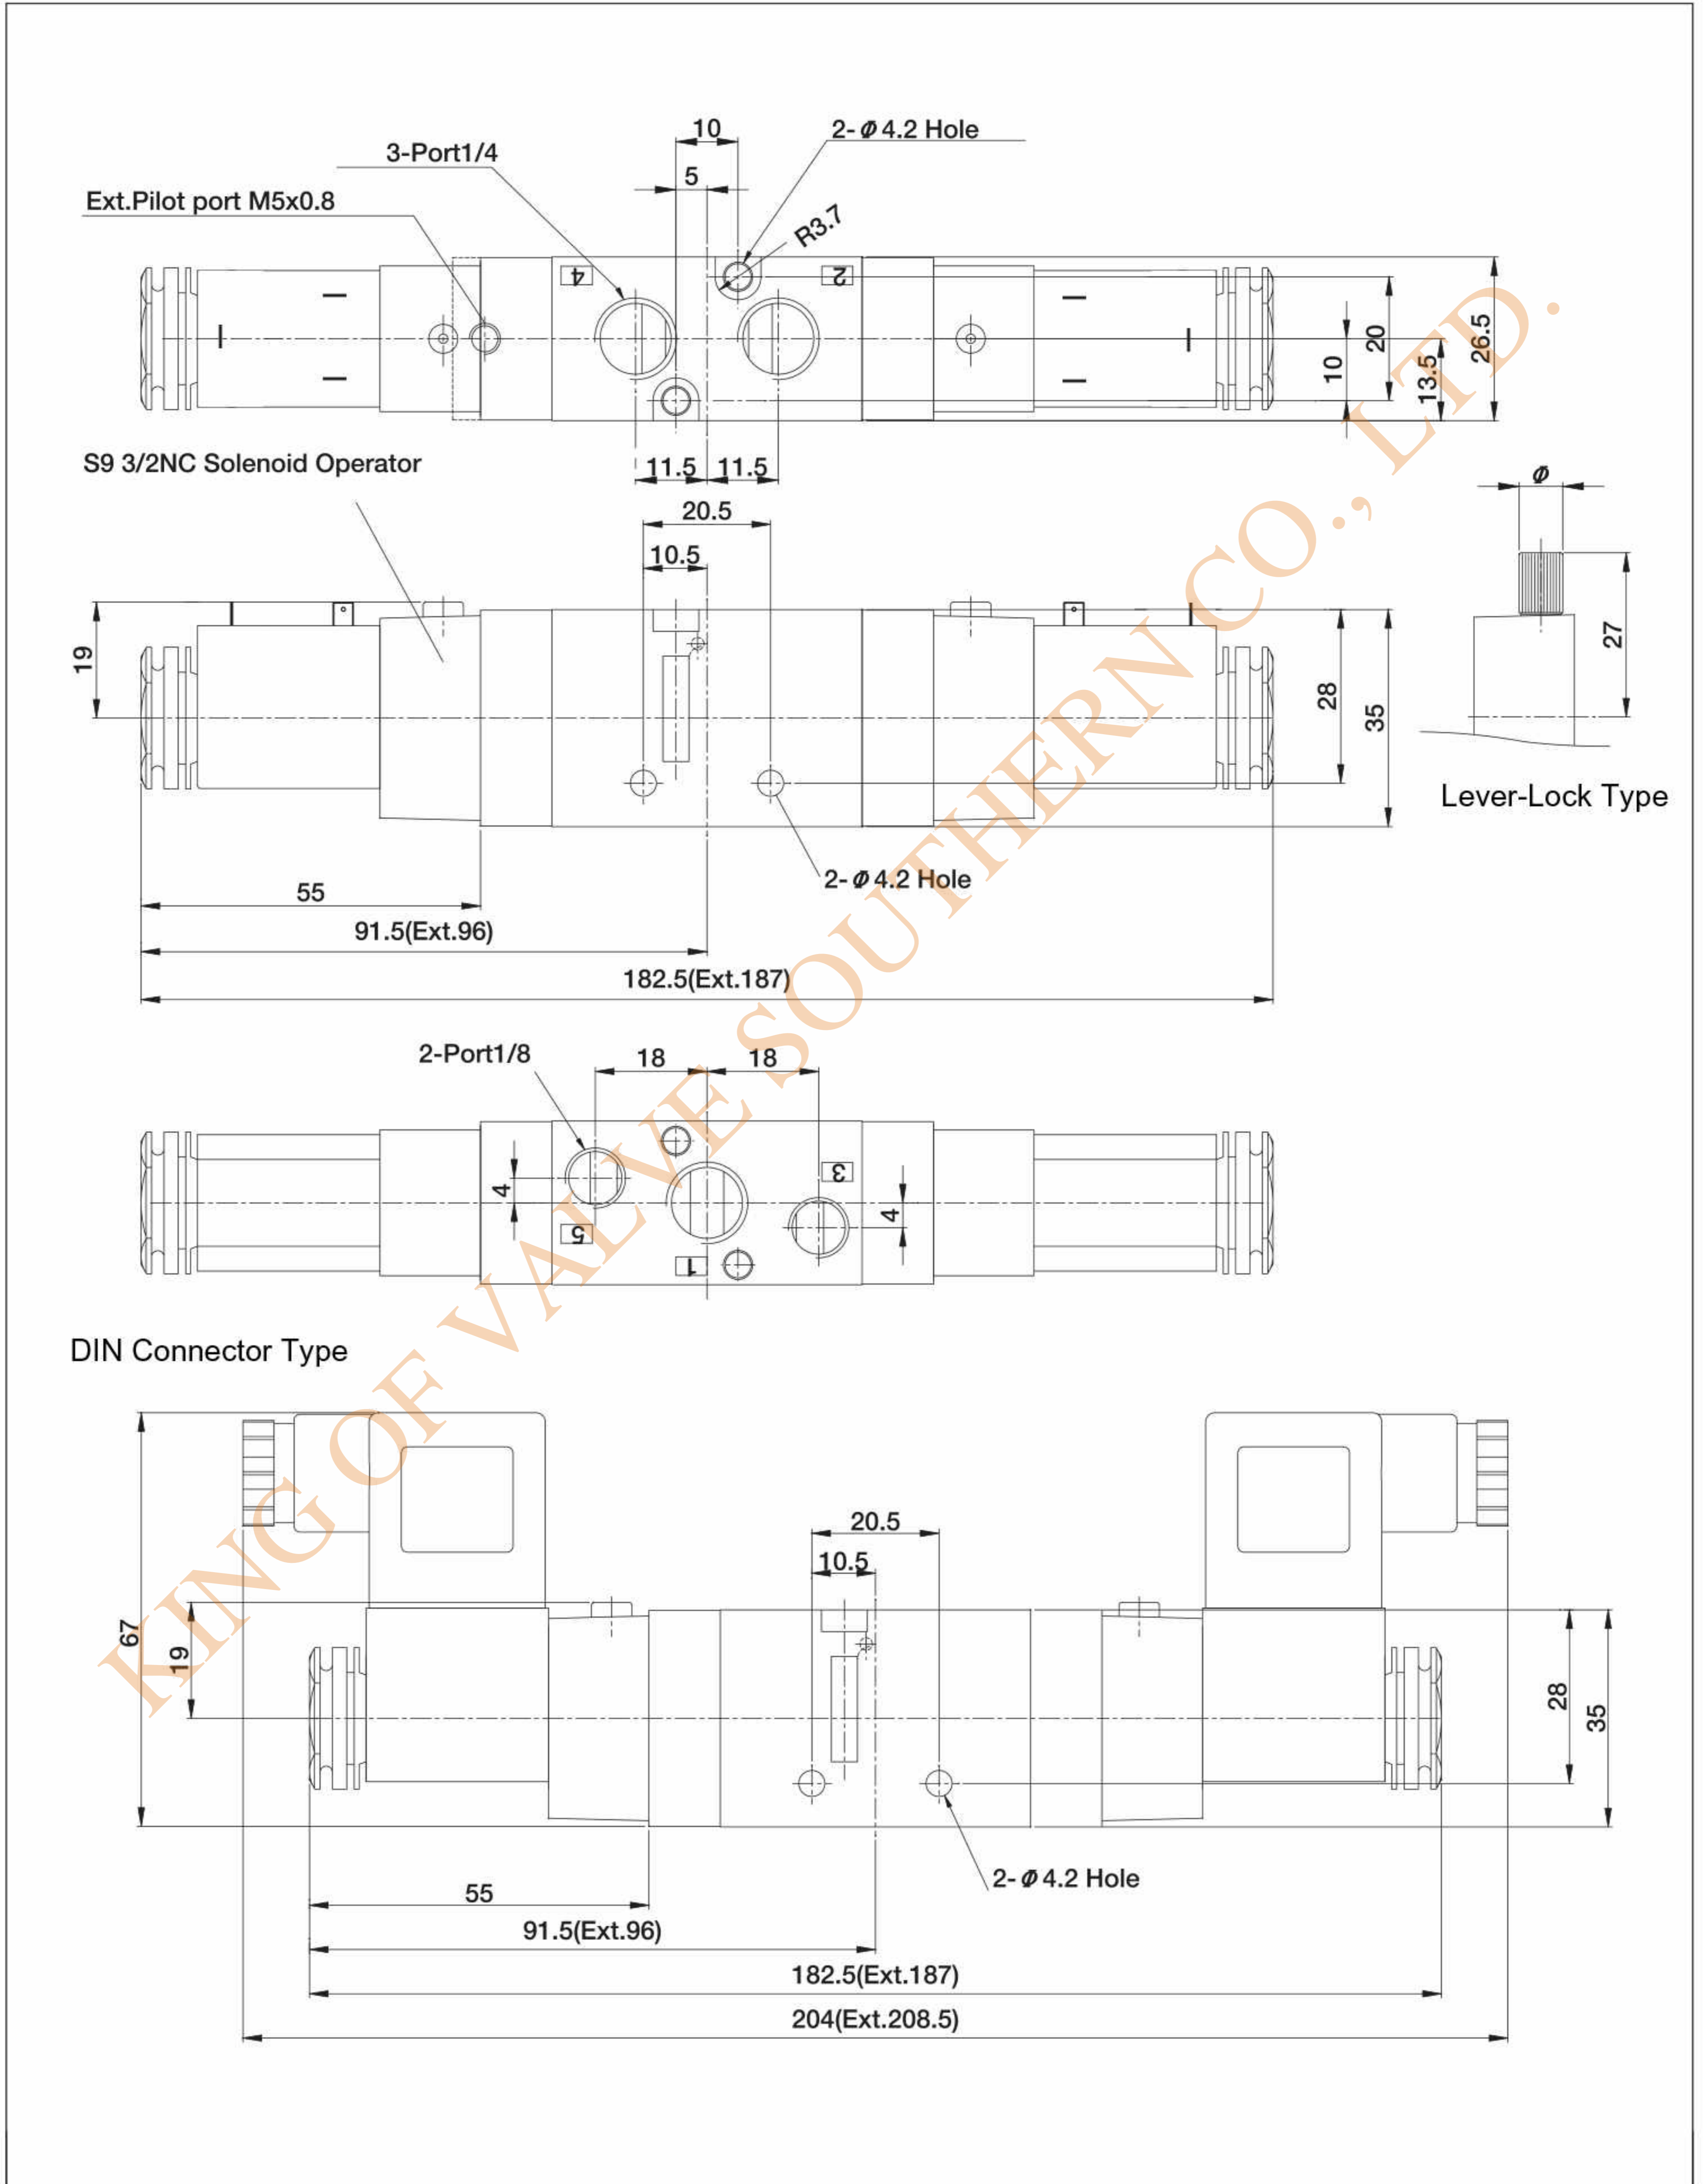 10
2-Φ4.2 Hole
3-Port1/4
5
Ext.Pilot port M5x0.8
R3.7
4
2
20
26.5
10
13.5
S9 3/2NC Solenoid Operator
11.5
11.5
Φ
20.5
10.5
19
27
28
35
Lever-Lock Type
2-Φ4.2 Hole
55
91.5(Ext.96)
182.5(Ext.187)
2-Port1/8
18
18
3
4
4
5
1
DIN Connector Type
20.5
10.5
67
19
28
35
2-Φ4.2 Hole
55
91.5(Ext.96)
182.5(Ext.187)
204(Ext.208.5)
KING OF VALVE SOUTHERN CO., LTD.